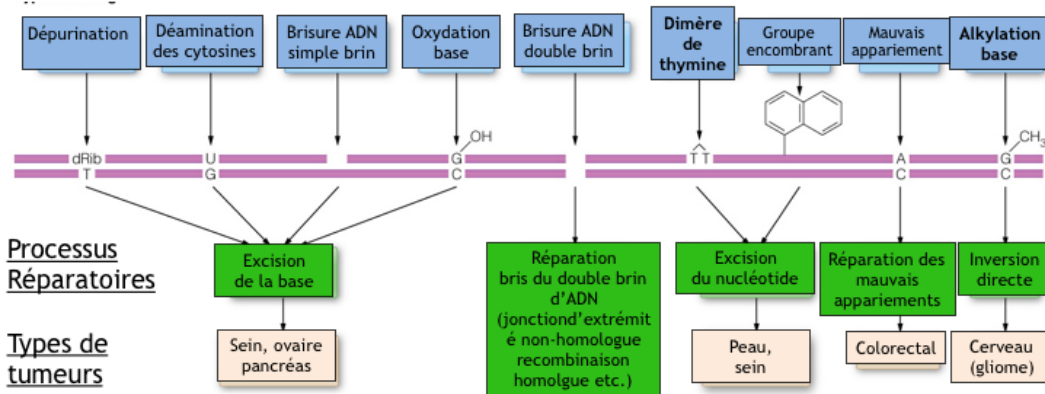 Dépurination
Déamination
des cytosines
Brisure ADN
simple brin
Oxydation
base
Brisure ADN
double brin
Dimère
de
thymine
Groupe
encombrant
Mauvais
appariement
Alkylation
base
OH
CH3
dRib
U
G
T T
A
G
T
G
C
C
C
Processus
Réparatoires
Excision
de la base
Réparation
bris du double brin
d'ADN
(jonctiond'extrémit
é non-homologue
recombinaison
homolgue etc.)
Excision
du nucléotide
Réparation des
mauvais
appariements
Inversion
directe
Types de
tumeurs
Sein, ovaire
pancréas
Peau,
sein
Colorectal
Cerveau
(gliome)